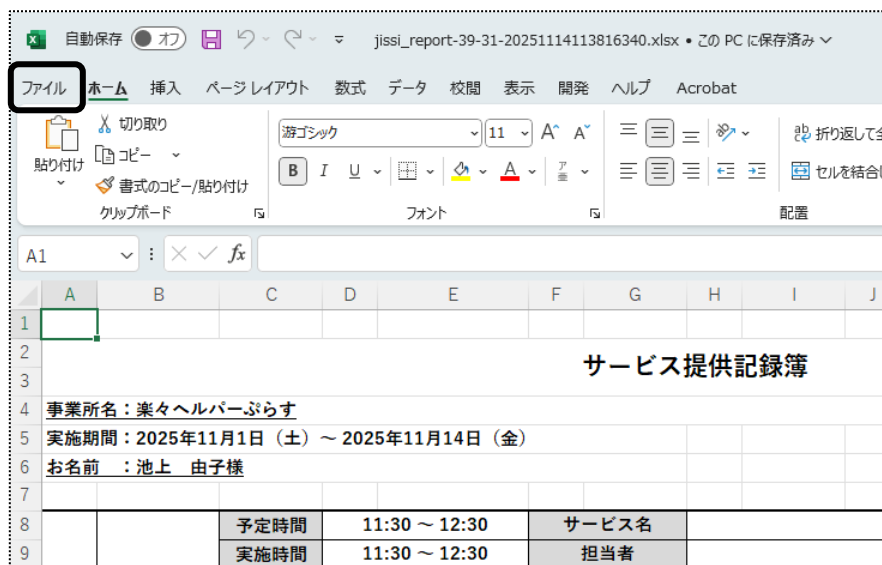 自動保存 オフ jissi_report-39-31-20251114113816340.xlsx • この PC に保存済み
ファイル ホーム 挿入 ページ レイアウト 数式 データ 校閲 表示 開発 ヘルプ Acrobat
貼り付け
切り取り
コピー
書式のコピー/貼り付け
クリップボード
游ゴシック 11 A A
B I U A ア亜
フォント
ab 折り返して全
セルを結合し
配置
A1 fx
A B C D E F G H I J
1
2
サービス提供記録簿
3
4 事業所名:楽々ヘルパーぷらす
5 実施期間:2025年11月1日(土)~ 2025年11月14日(金)
6 お名前 :池上 由子様
7
8 予定時間 11:30 ~ 12:30 サービス名
9 実施時間 11:30 ~ 12:30 担当者